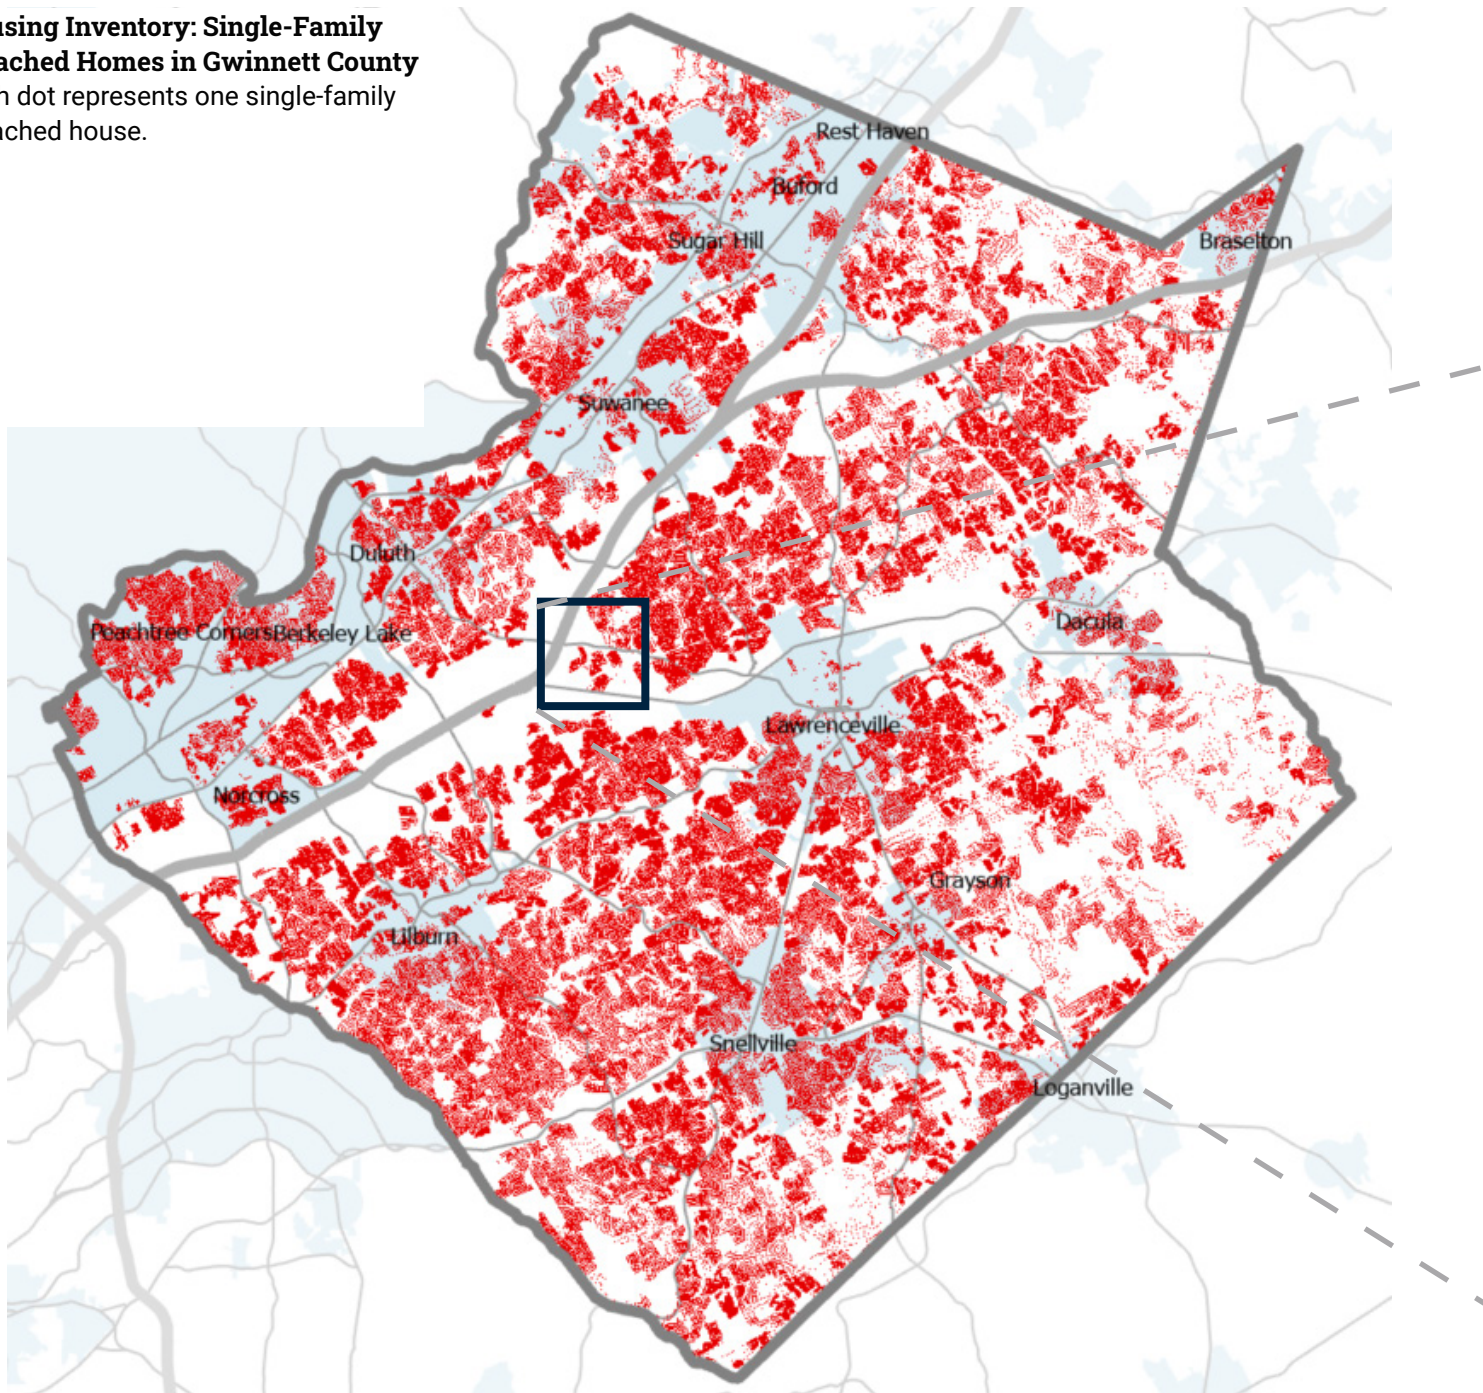 using Inventory: Single-Family
ached Homes in Gwinnett County
h dot represents one single-family
ached house.
Rest Haven
Buford
Sugar Hill
Braselton
Suwanee
Duluth
Peachtree Corners
Berkeley Lake
Dacula
Lawrenceville
Norcross
Grayson
Lilburn
Snellville
Loganville